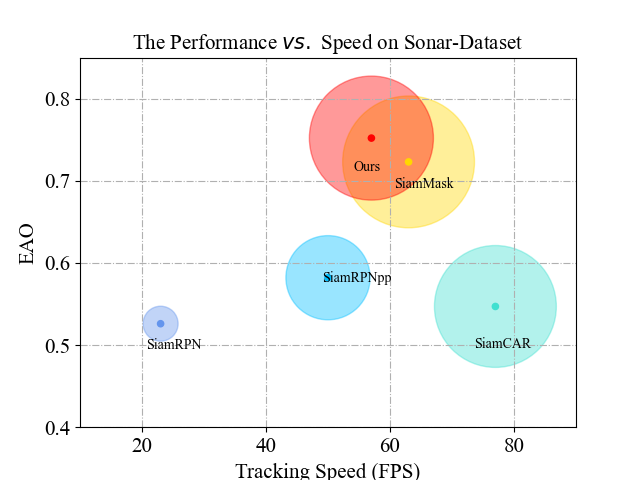 The Performance vs. Speed on Sonar-Dataset
0.8
Ours
0.7
SiamMask
EAO
0.6
SiamRPNpp
SiamRPN
SiamCAR
0.5
0.4
20
40
60
80
Tracking Speed (FPS)